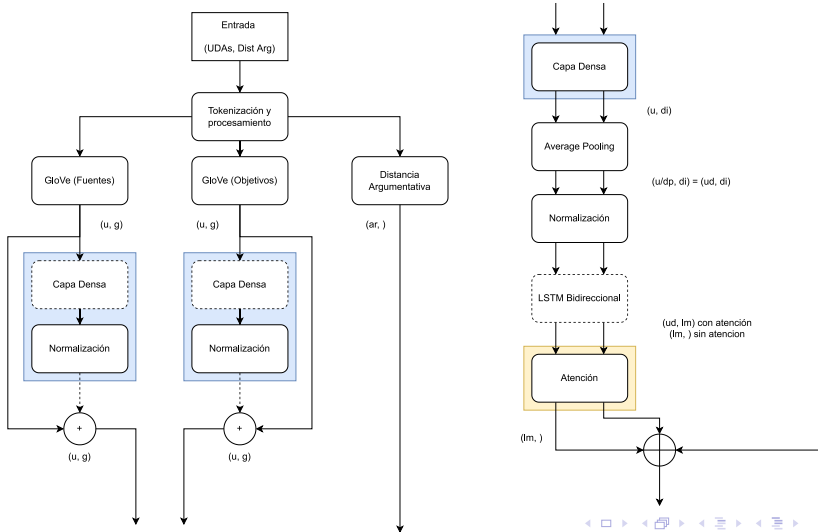 Entrada
(UDAs, Dist Arg)
Tokenización y
procesamiento
GloVe (Fuentes)
GloVe (Objetivos)
Distancia
Argumentativa
(u, g)
(u, g)
(ar, )
Capa Densa
Capa Densa
Normalización
Normalización
+
+
(u, g)
(u, g)
Capa Densa
(u, di)
Average Pooling
(u/dp, di) = (ud, di)
Normalización
LSTM Bidireccional
(ud, lm) con atención
(lm, ) sin atencion
Atención
(lm, )